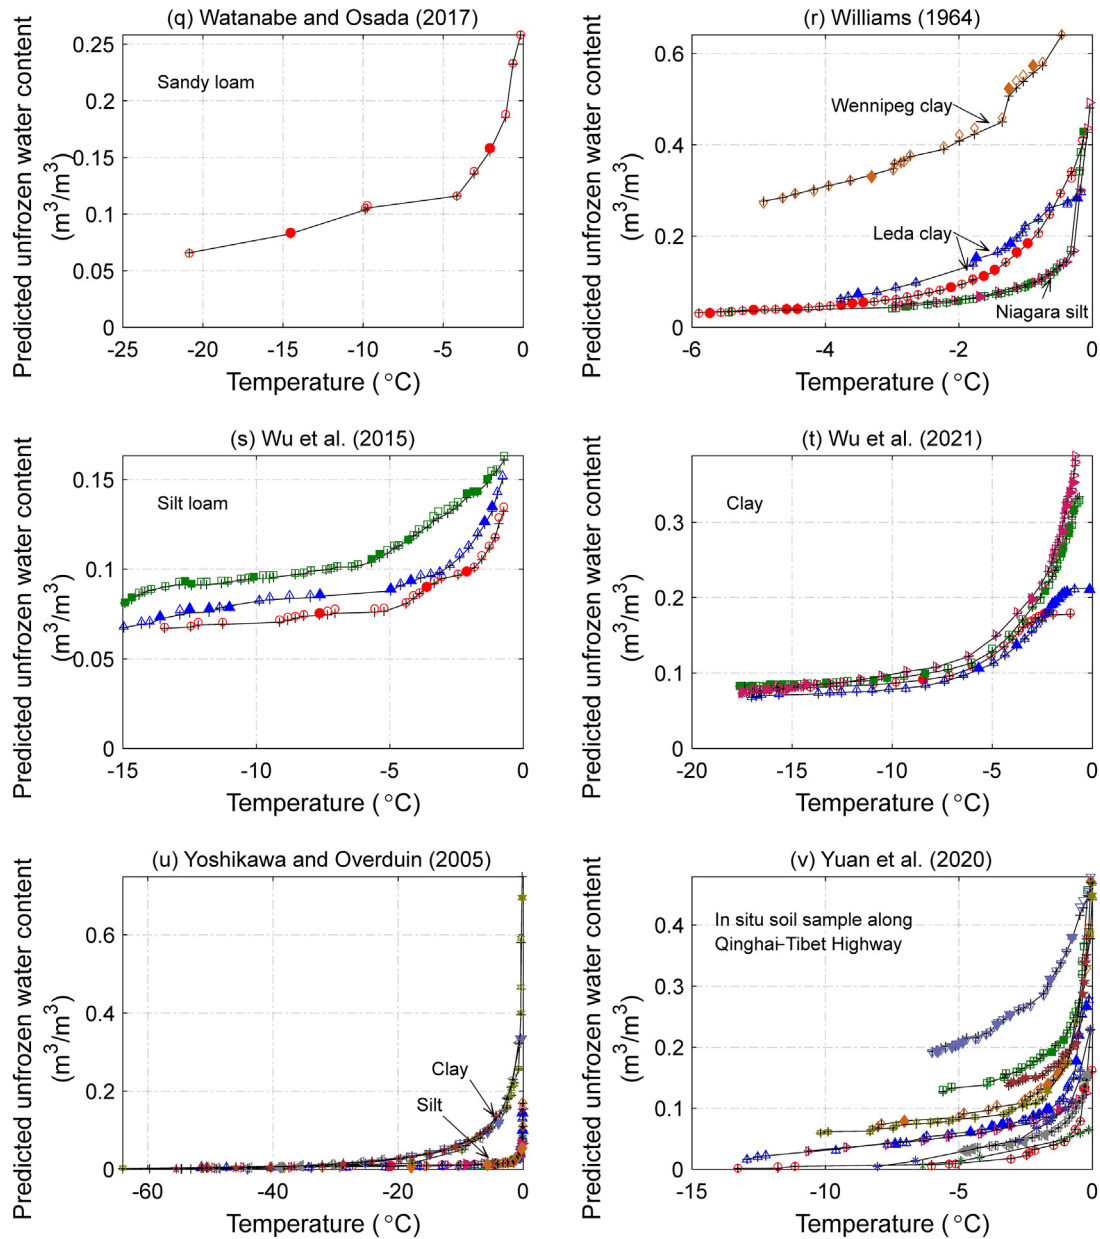 (q) Watanabe and Osada (2017)
Predicted unfrozen water content
(m³/m³)
0.25
0.2
0.15
0.1
0.05
0
Sandy loam
-25 -20 -15 -10 -5 0
Temperature (°C)
(r) Williams (1964)
Predicted unfrozen water content
(m³/m³)
0.6
0.4
0.2
0
Wennipeg clay
Leda clay
Niagara silt
-6 -4 -2 0
Temperature (°C)
(s) Wu et al. (2015)
Predicted unfrozen water content
(m³/m³)
0.15
0.1
0.05
0
Silt loam
-15 -10 -5 0
Temperature (°C)
(t) Wu et al. (2021)
Predicted unfrozen water content
(m³/m³)
0.3
0.2
0.1
0
Clay
-20 -15 -10 -5 0
Temperature (°C)
(u) Yoshikawa and Overduin (2005)
Predicted unfrozen water content
(m³/m³)
0.6
0.4
0.2
0
Clay
Silt
-60 -40 -20 0
Temperature (°C)
(v) Yuan et al. (2020)
Predicted unfrozen water content
(m³/m³)
0.4
0.3
0.2
0.1
0
In situ soil sample along
Qinghai-Tibet Highway
-15 -10 -5 0
Temperature (°C)